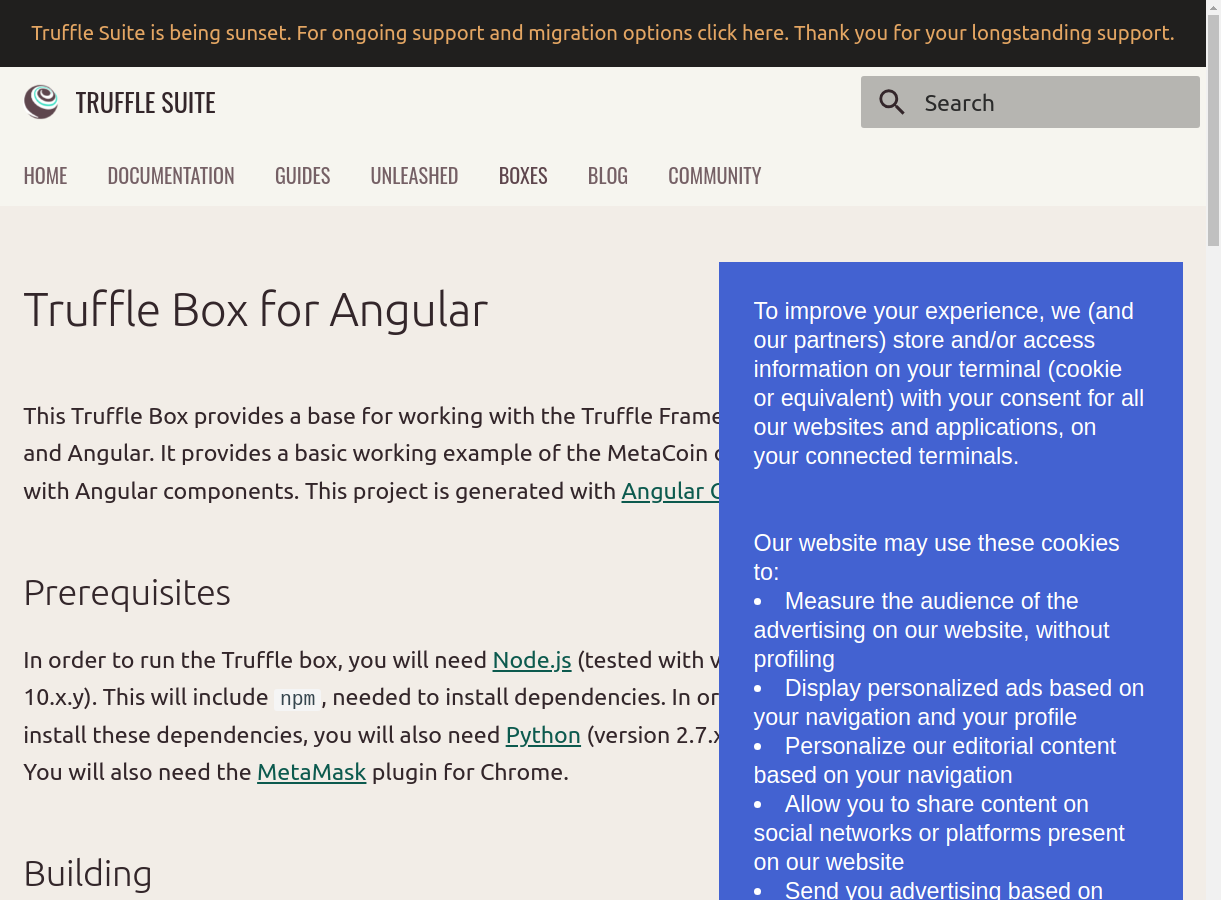 Truffle Suite is being sunset. For ongoing support and migration options click here. Thank you for your longstanding support.
TRUFFLE SUITE
Search
HOME DOCUMENTATION GUIDES UNLEASHED BOXES BLOG COMMUNITY
Truffle Box for Angular
This Truffle Box provides a base for working with the Truffle
and Angular. It provides a basic working example of the MetaCoin
with Angular components. This project is generated with Angular
Prerequisites
In order to run the Truffle box, you will need Node.js (tested with
10.x.y). This will include npm, needed to install dependencies. In
install these dependencies, you will also need Python (version 2.7.x
You will also need the MetaMask plugin for Chrome.
Building
To improve your experience, we (and
our partners) store and/or access
information on your terminal (cookie
or equivalent) with your consent for all
our websites and applications, on
your connected terminals.
Our website may use these cookies
to:
• Measure the audience of the
advertising on our website, without
profiling
• Display personalized ads based on
your navigation and your profile
• Personalize our editorial content
based on your navigation
• Allow you to share content on
social networks or platforms present
on our website
• Send you advertising based on